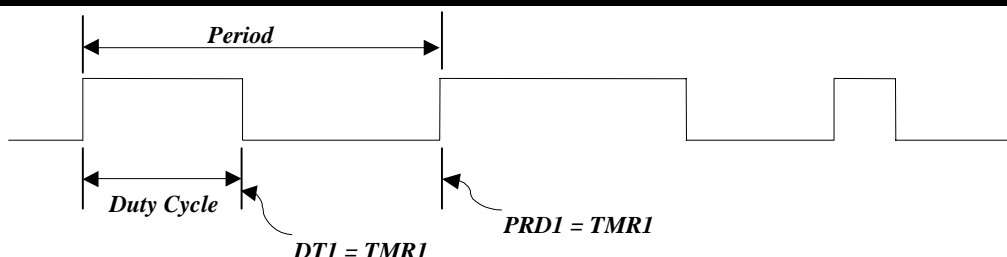 Period
Duty Cycle
PRD1 = TMR1
DT1 = TMR1